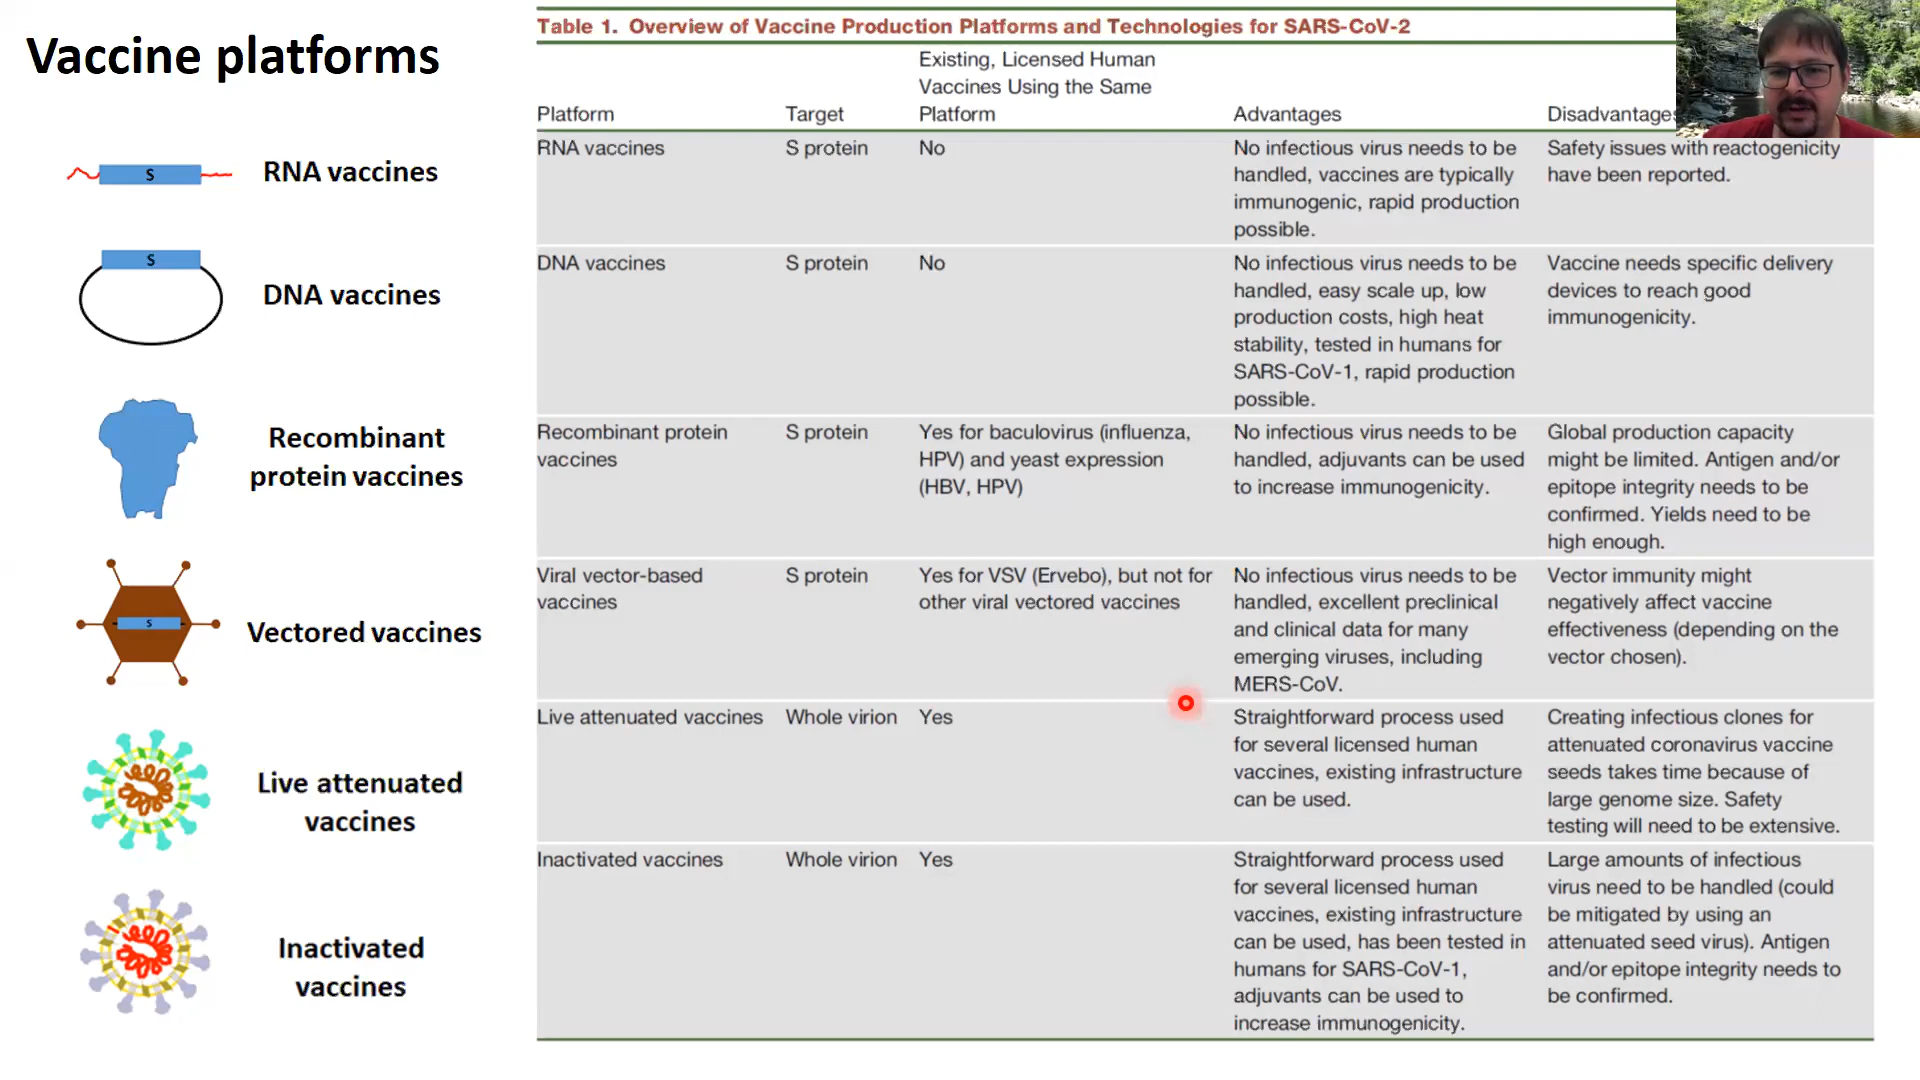 Vaccine platforms
S
RNA vaccines
S
DNA vaccines
Recombinant
protein vaccines
S
Vectored vaccines
Live attenuated
vaccines
Inactivated
vaccines
Table 1. Overview of Vaccine Production Platforms and Technologies for SARS-CoV-2
Existing, Licensed Human
Vaccines Using the Same
Platform Target Platform Advantages Disadvantages
RNA vaccines S protein No No infectious virus needs to be Safety issues with reactogenicity
handled, vaccines are typically have been reported.
immunogenic, rapid production
possible.
DNA vaccines S protein No No infectious virus needs to be Vaccine needs specific delivery
handled, easy scale up, low devices to reach good
production costs, high heat immunogenicity.
stability, tested in humans for
SARS-CoV-1, rapid production
possible.
Recombinant protein S protein Yes for baculovirus (influenza, No infectious virus needs to be Global production capacity
vaccines HPV) and yeast expression handled, adjuvants can be used might be limited. Antigen and/or
(HBV, HPV) to increase immunogenicity. epitope integrity needs to be
confirmed. Yields need to be
high enough.
Viral vector-based S protein Yes for VSV (Ervebo), but not for No infectious virus needs to be Vector immunity might
vaccines other viral vectored vaccines handled, excellent preclinical negatively affect vaccine
and clinical data for many effectiveness (depending on the
emerging viruses, including vector chosen).
MERS-CoV.
Live attenuated vaccines Whole virion Yes Straightforward process used Creating infectious clones for
for several licensed human attenuated coronavirus vaccine
vaccines, existing infrastructure seeds takes time because of
can be used. large genome size. Safety
testing will need to be extensive.
Inactivated vaccines Whole virion Yes Straightforward process used Large amounts of infectious
for several licensed human virus need to be handled (could
vaccines, existing infrastructure be mitigated by using an
can be used, has been tested in attenuated seed virus). Antigen
humans for SARS-CoV-1, and/or epitope integrity needs to
adjuvants can be used to be confirmed.
increase immunogenicity.